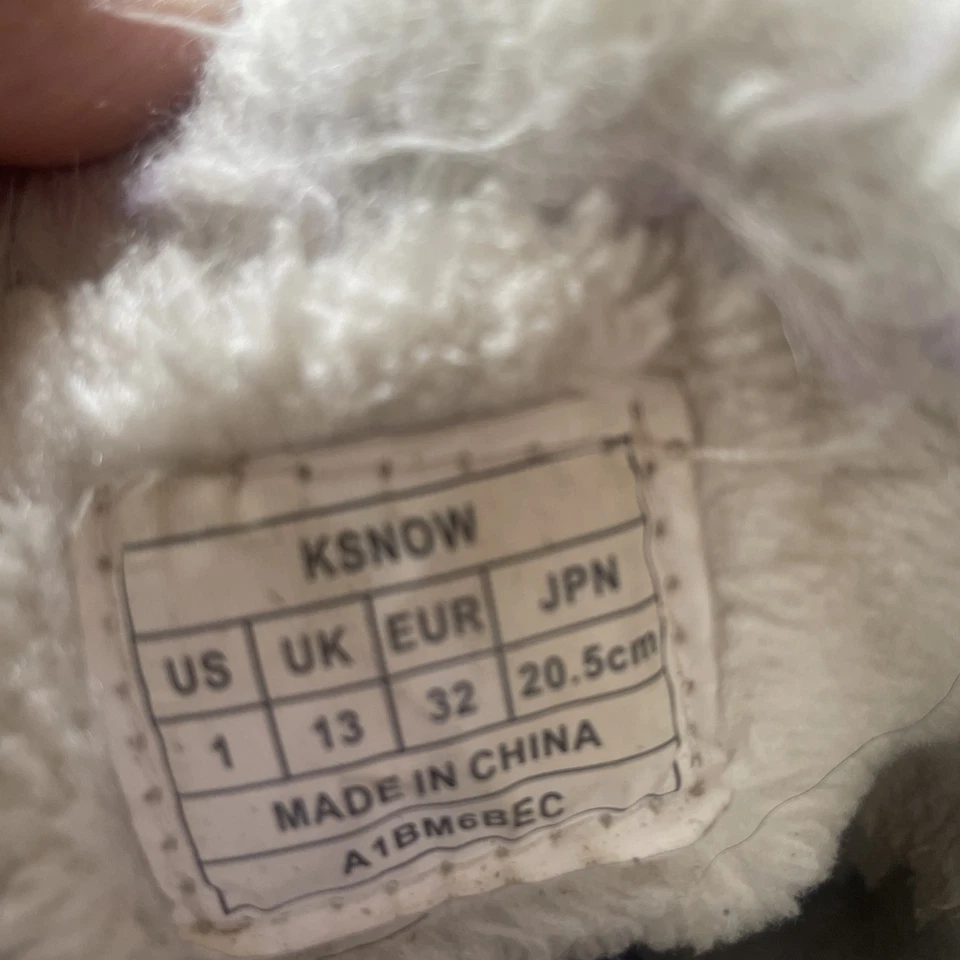 KSNOW
US UK EUR JPN
1 13 32 20.5cm
MADE IN CHINA
A1BM6BEC